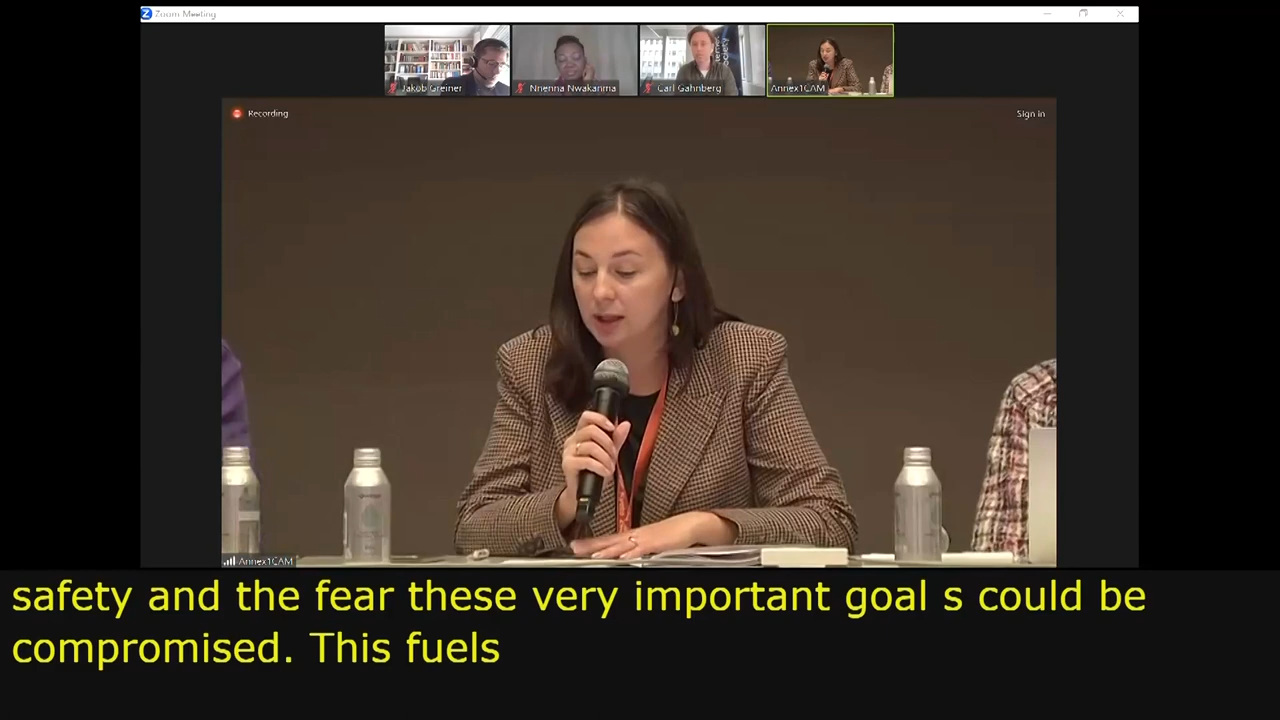 Zoom Meeting
Jakob Greiner
Nnenna Nwakanma
Carl Gahnberg
Annex1CAM
Recording
Sign in
Annex1CAM
safety and the fear these very important goal s could be
compromised. This fuels